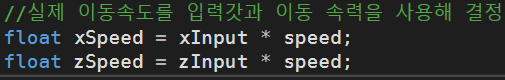 //실제 이동속도를 입력갓과 이동 속력을 사용해 결정
float xSpeed = xInput * speed;
float zSpeed = zInput * speed;